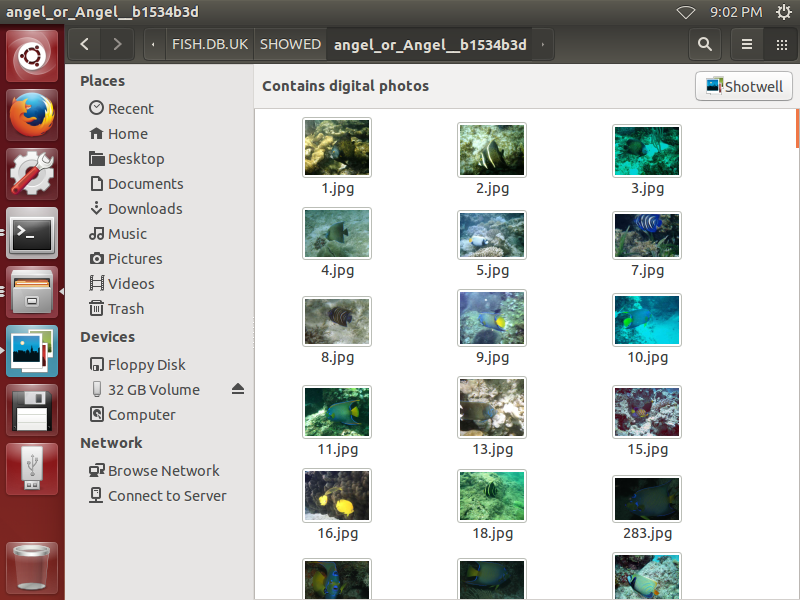 angel_or_Angel__b1534b3d
9:02 PM
FISH.DB.UK
SHOWED
angel_or_Angel__b1534b3d
Places
Recent
Home
Desktop
Documents
Downloads
Music
Pictures
Videos
Trash
Devices
Floppy Disk
32 GB Volume
Computer
Network
Browse Network
Connect to Server
Contains digital photos
Shotwell
1.jpg
2.jpg
3.jpg
4.jpg
5.jpg
7.jpg
8.jpg
9.jpg
10.jpg
11.jpg
13.jpg
15.jpg
16.jpg
18.jpg
283.jpg